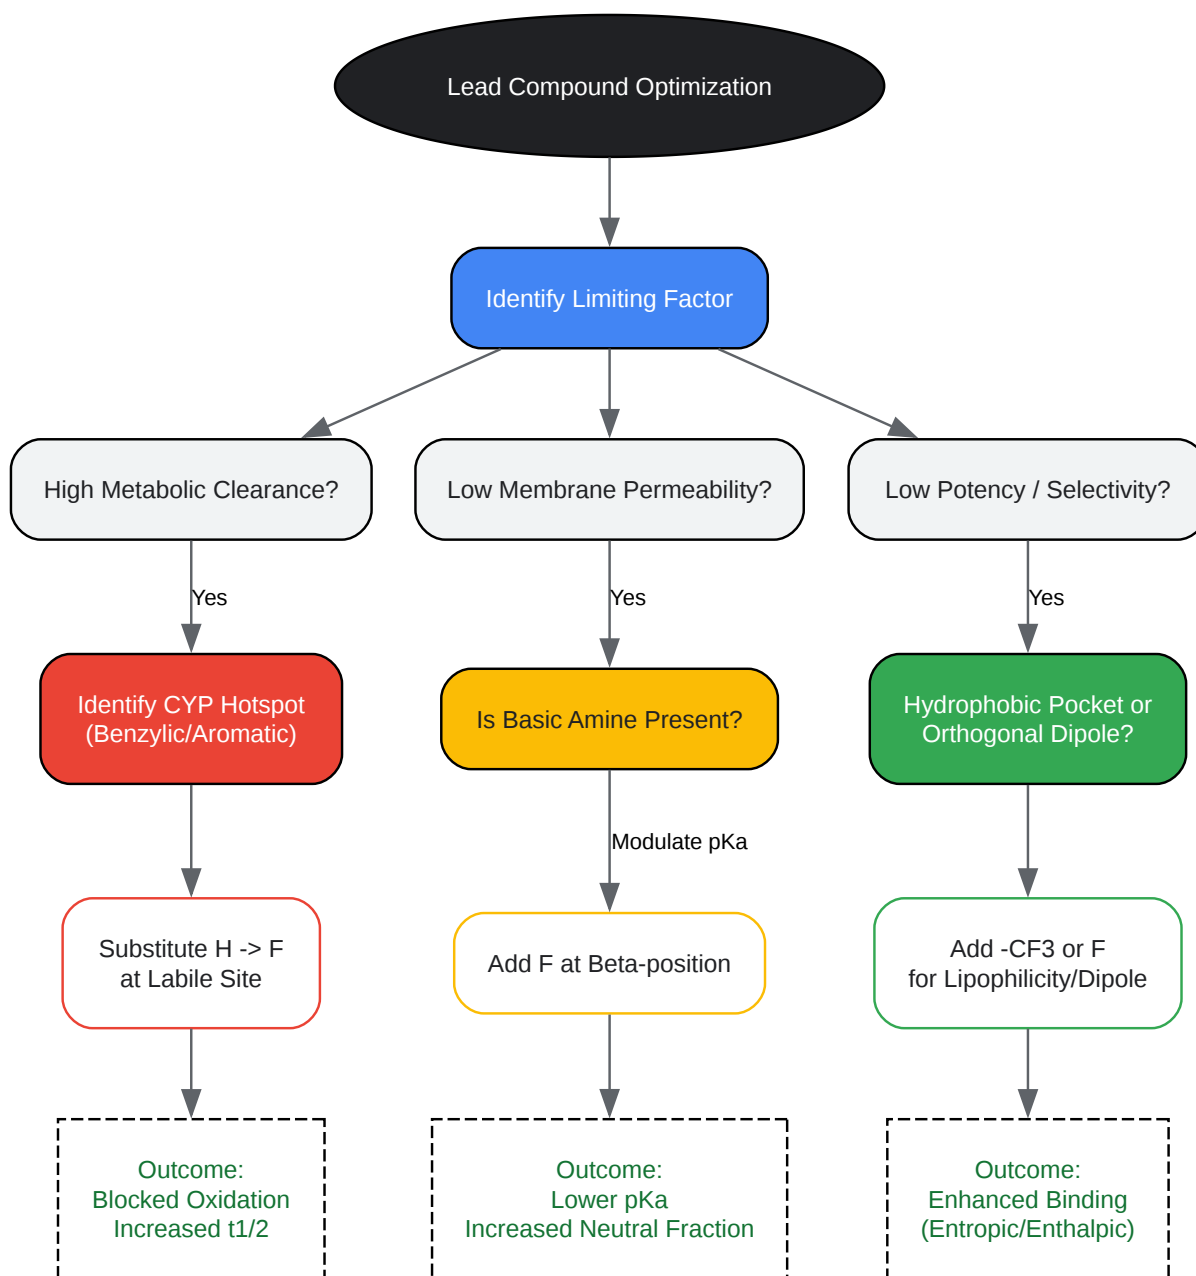 Lead Compound Optimization
Identify Limiting Factor
High Metabolic Clearance?
Low Membrane Permeability?
Low Potency / Selectivity?
Yes
Yes
Yes
Identify CYP Hotspot
(Benzylic/Aromatic)
Is Basic Amine Present?
Hydrophobic Pocket or
Orthogonal Dipole?
Modulate pKa
Substitute H -> F
at Labile Site
Add F at Beta-position
Add -CF3 or F
for Lipophilicity/Dipole
Outcome:
Blocked Oxidation
Increased t1/2
Outcome:
Lower pKa
Increased Neutral Fraction
Outcome:
Enhanced Binding
(Entropic/Enthalpic)